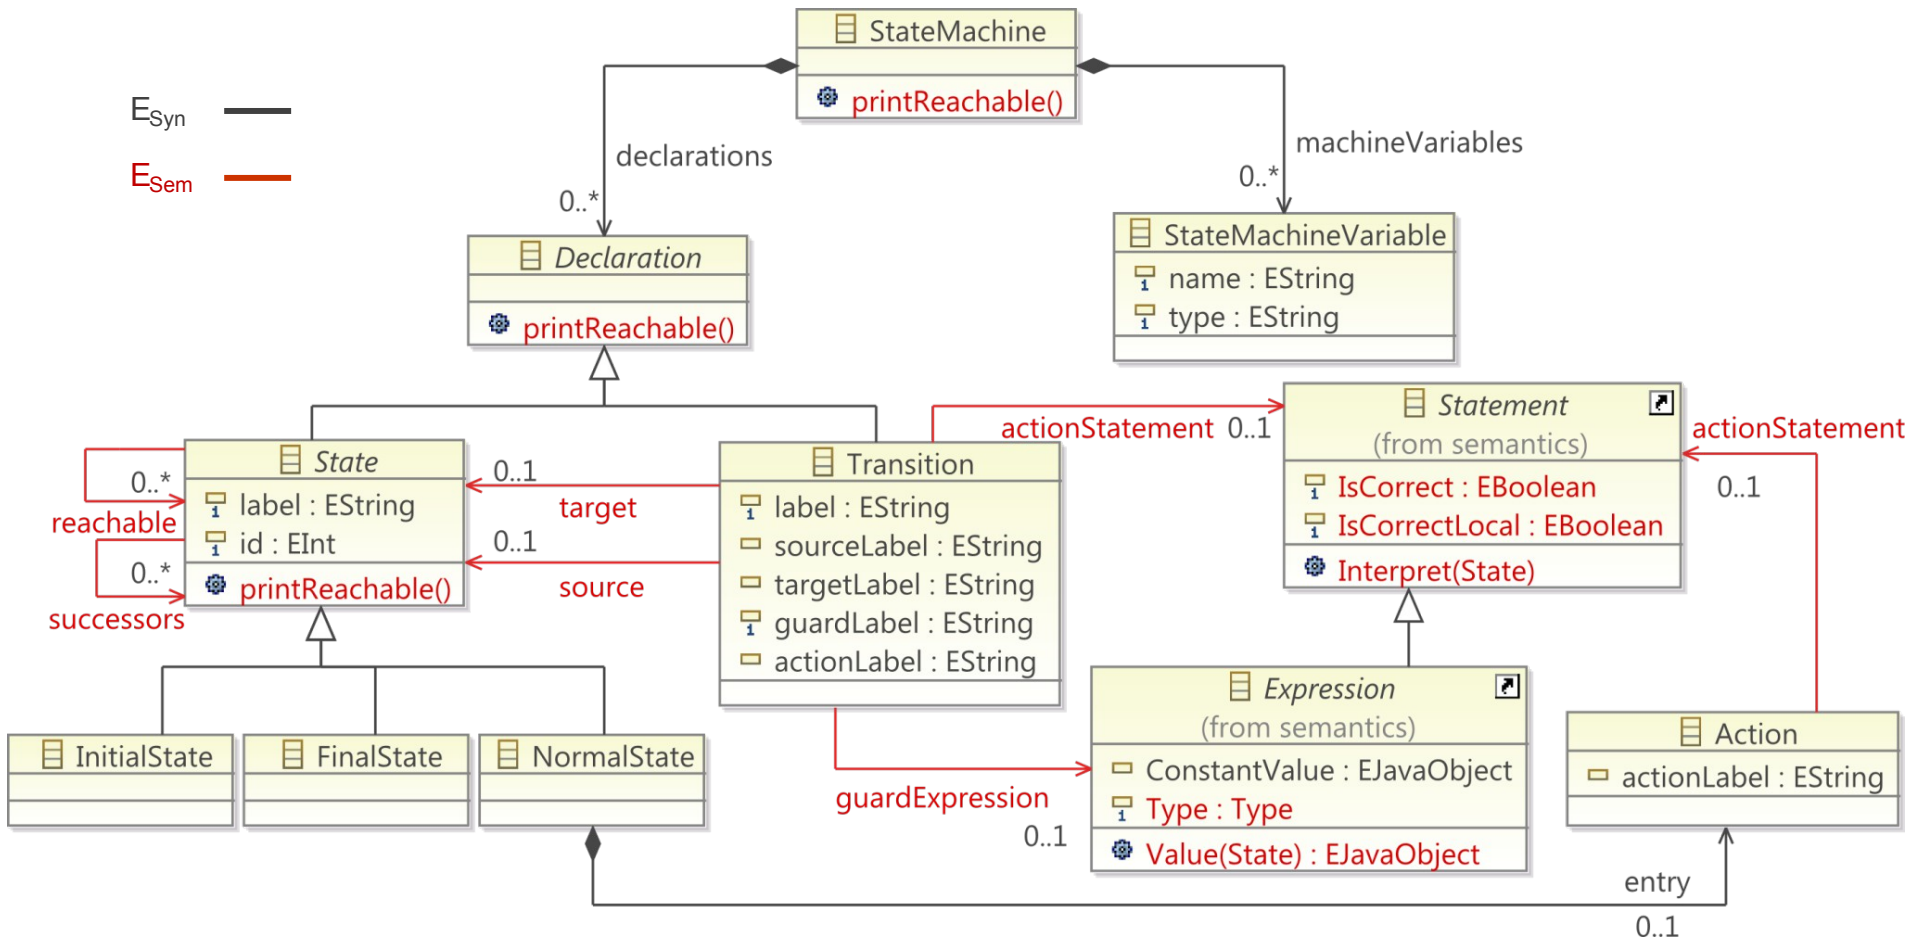 StateMachine
printReachable()
E_Syn
E_Sem
declarations
0..*
machineVariables
0..*
Declaration
printReachable()
StateMachineVariable
name : EString
type : EString
State
label : EString
id : EInt
printReachable()
0..*
reachable
0..*
successors
0..1
target
0..1
source
Transition
label : EString
sourceLabel : EString
targetLabel : EString
guardLabel : EString
actionLabel : EString
actionStatement 0..1
Statement
(from semantics)
IsCorrect : EBoolean
IsCorrectLocal : EBoolean
Interpret(State)
actionStatement
0..1
InitialState
FinalState
NormalState
guardExpression
0..1
Expression
(from semantics)
ConstantValue : EJavaObject
Type : Type
Value(State) : EJavaObject
Action
actionLabel : EString
entry
0..1